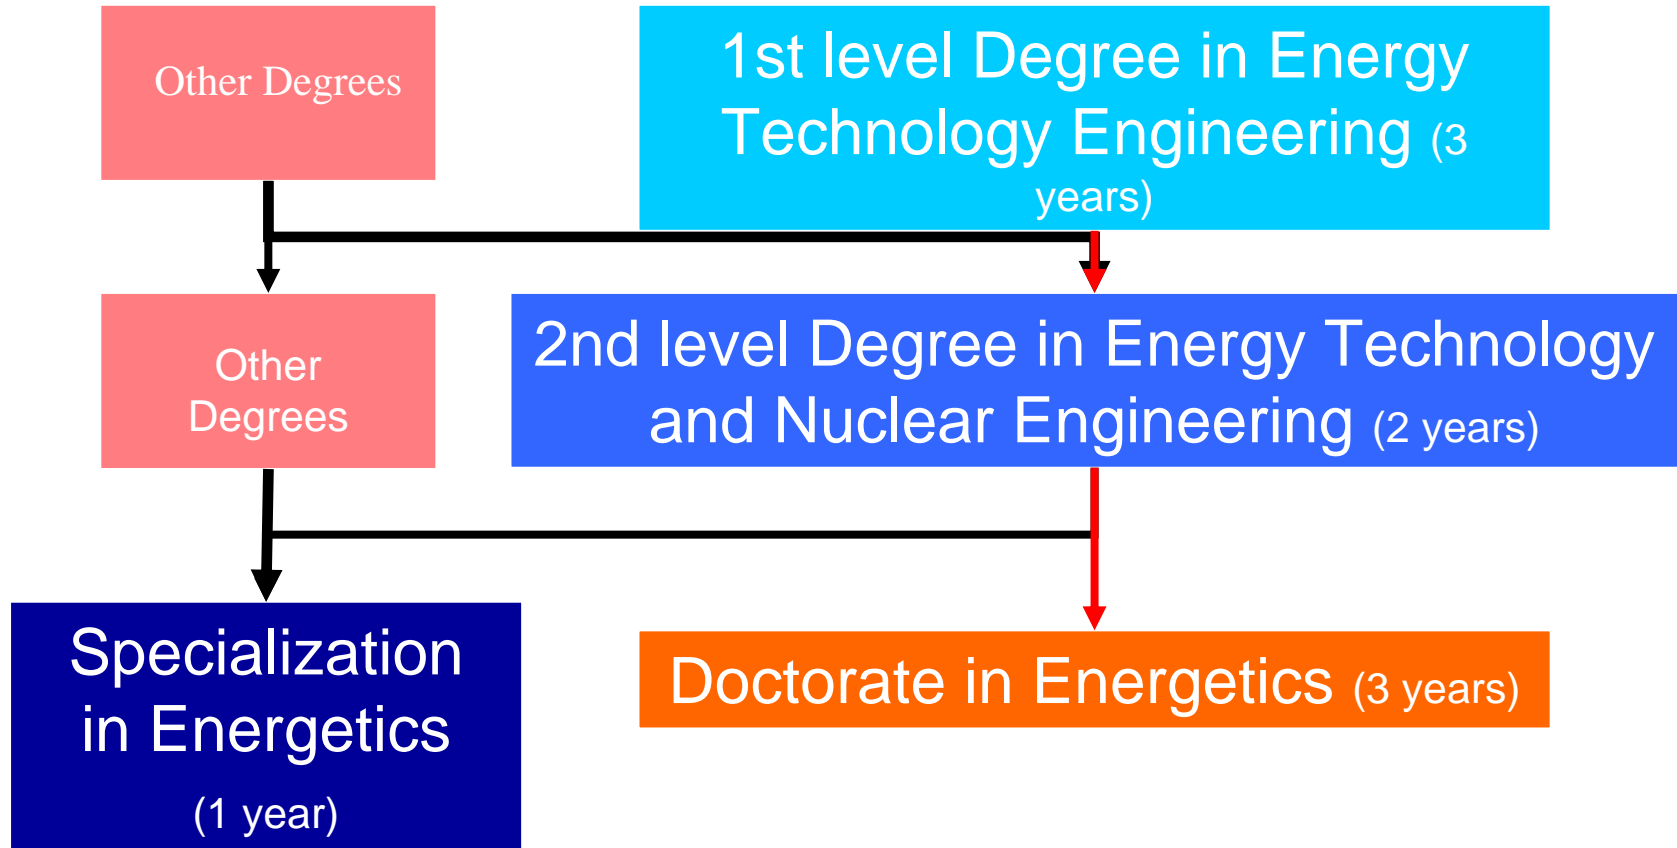 Other Degrees
1st level Degree in Energy
Technology Engineering (3
years)
Other
Degrees
2nd level Degree in Energy Technology
and Nuclear Engineering (2 years)
Specialization
in Energetics
(1 year)
Doctorate in Energetics (3 years)